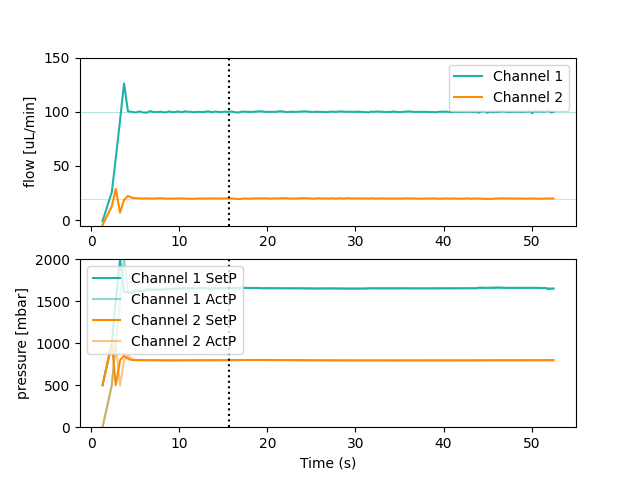 150
100
50
0
flow [uL/min]
Channel 1
Channel 2
0
10
20
30
40
50
2000
1500
1000
500
0
pressure [mbar]
Channel 1 SetP
Channel 1 ActP
Channel 2 SetP
Channel 2 ActP
0
10
20
30
40
50
Time (s)